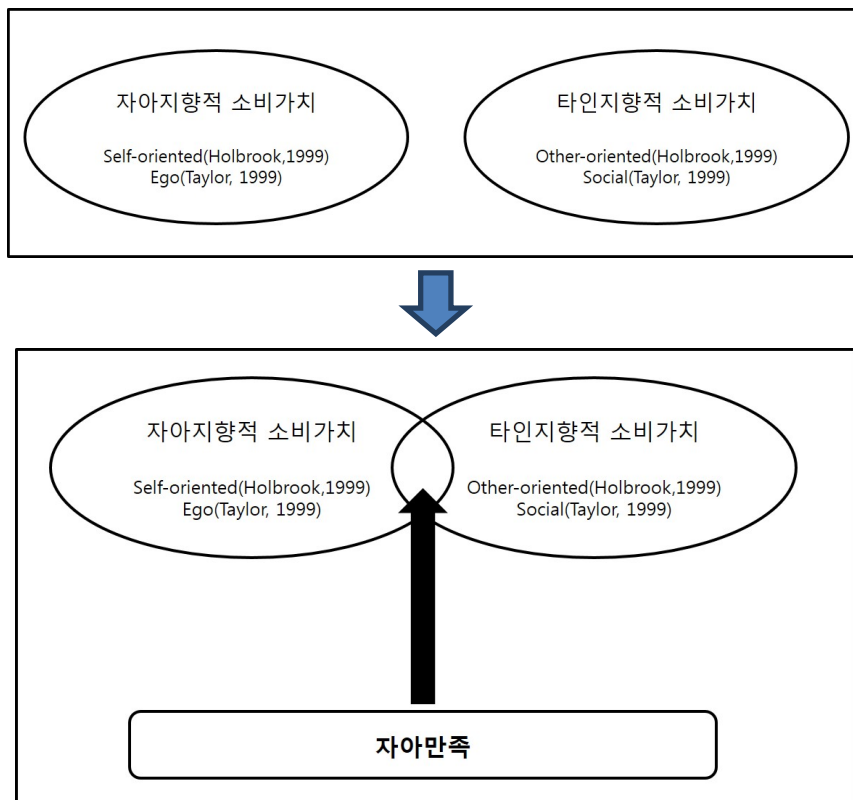 자아지향적 소비가치
Self-oriented(Holbrook,1999)
Ego(Taylor, 1999)
타인지향적 소비가치
Other-oriented(Holbrook,1999)
Social(Taylor, 1999)
자아지향적 소비가치
Self-oriented(Holbrook,1999)
Ego(Taylor, 1999)
타인지향적 소비가치
Other-oriented(Holbrook,1999)
Social(Taylor, 1999)
자아만족